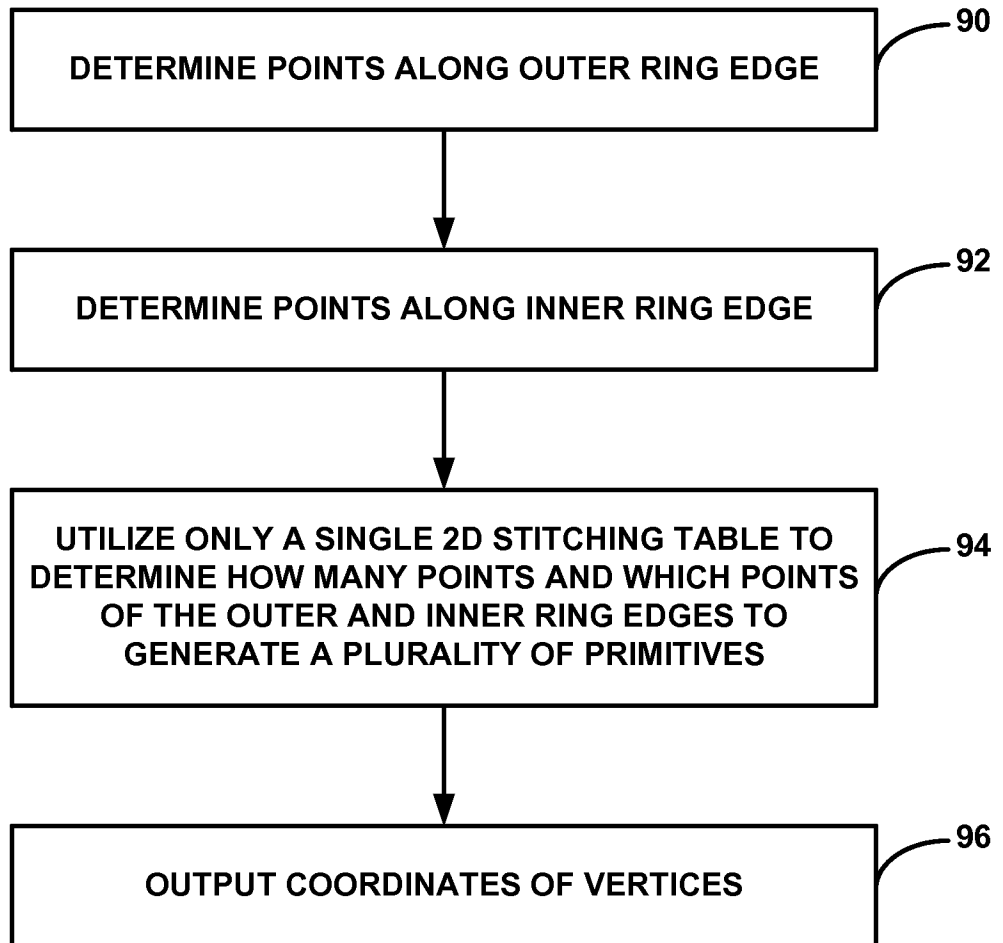 DETERMINE POINTS ALONG OUTER RING EDGE
90
DETERMINE POINTS ALONG INNER RING EDGE
92
UTILIZE ONLY A SINGLE 2D STITCHING TABLE TO
DETERMINE HOW MANY POINTS AND WHICH POINTS
OF THE OUTER AND INNER RING EDGES TO
GENERATE A PLURALITY OF PRIMITIVES
94
OUTPUT COORDINATES OF VERTICES
96